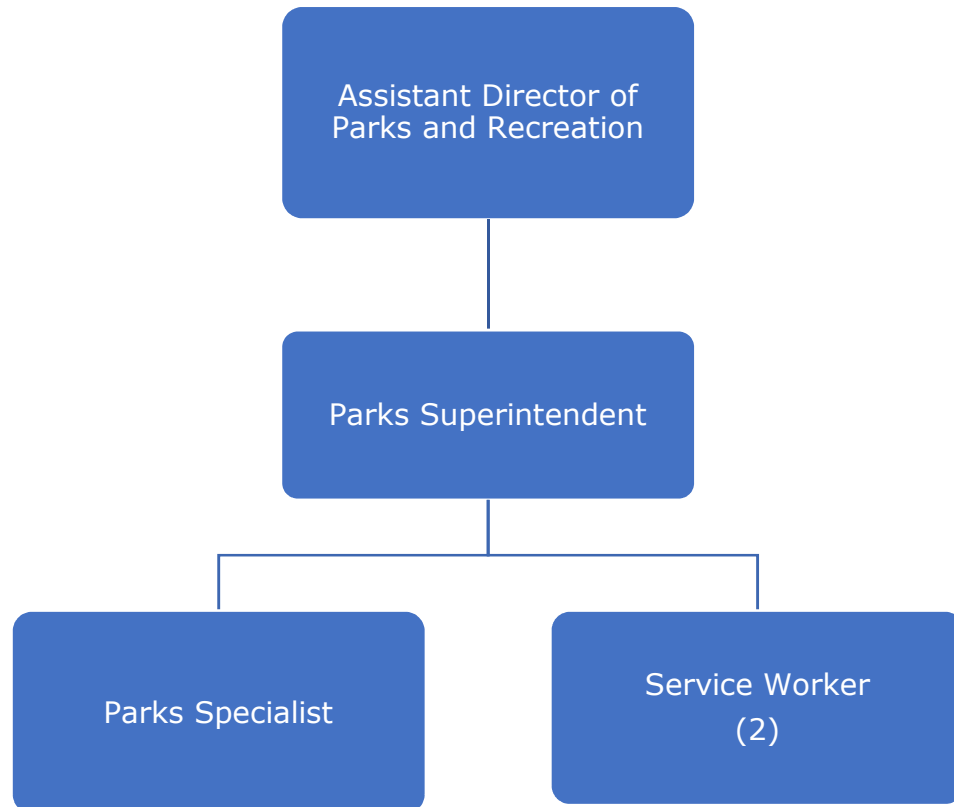 Assistant Director of
Parks and Recreation
Parks Superintendent
Parks Specialist
Service Worker
(2)